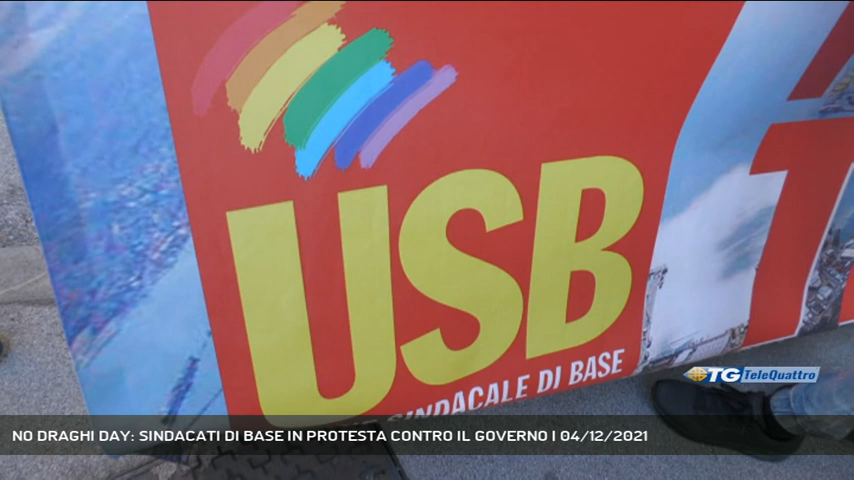 USB
SINDACALE DI BASE
T
TG TeleQuattro
NO DRAGHI DAY: SINDACATI DI BASE IN PROTESTA CONTRO IL GOVERNO | 04/12/2021